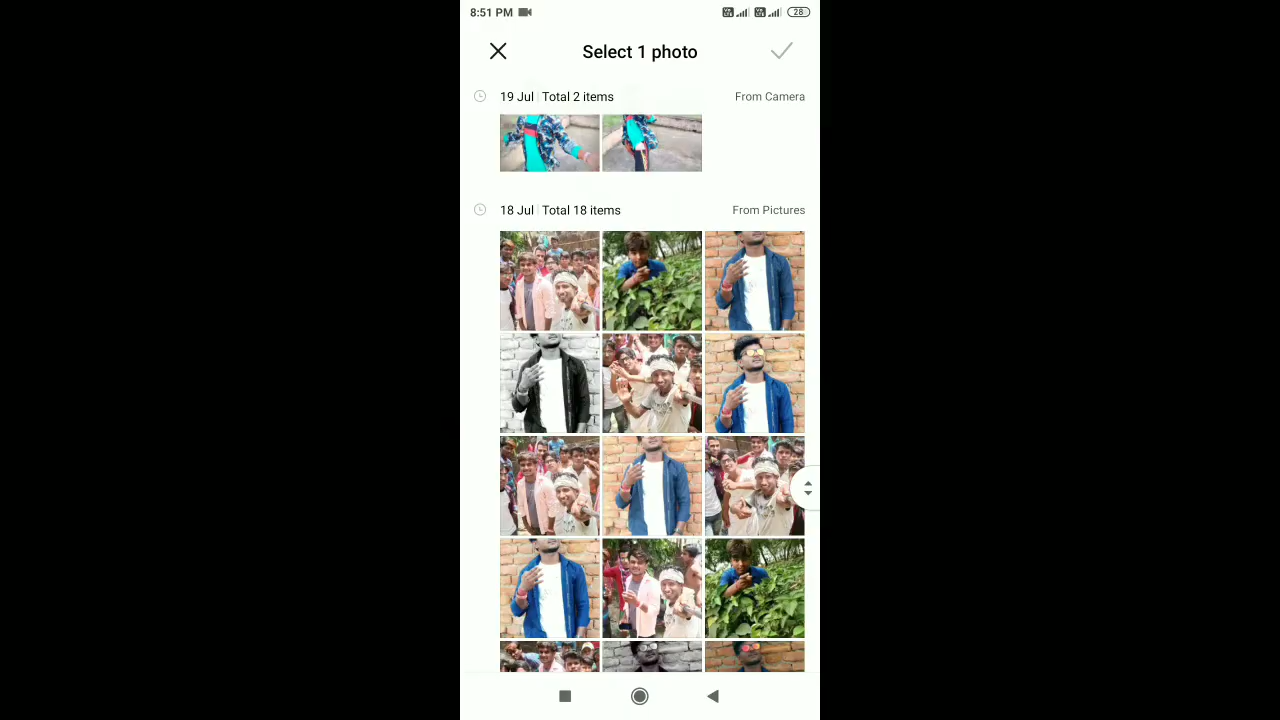 8:51 PM 28
Select 1 photo
19 Jul Total 2 items From Camera
18 Jul Total 18 items From Pictures